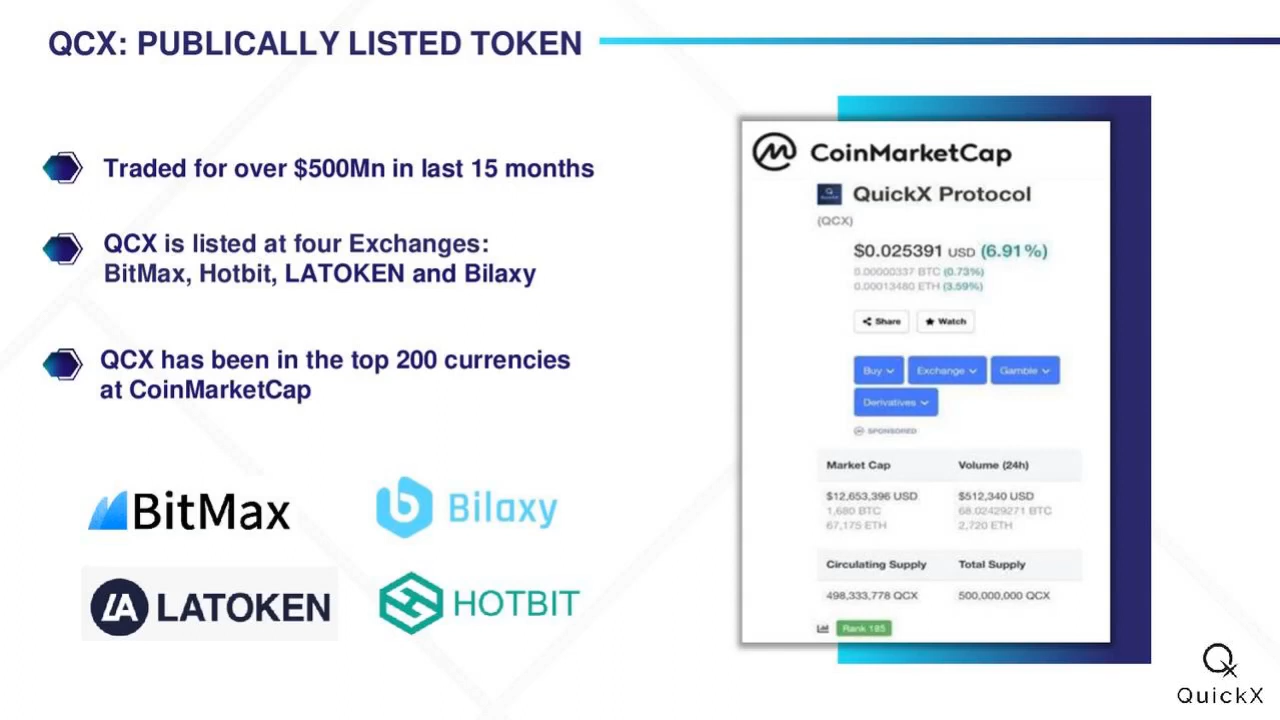 QCX: PUBLICALLY LISTED TOKEN
Traded for over $500Mn in last 15 months
QCX is listed at four Exchanges:
BitMax, Hotbit, LATOKEN and Bilaxy
QCX has been in the top 200 currencies
at CoinMarketCap
BitMax
Bilaxy
LATOKEN
HOTBIT
CoinMarketCap
QuickX Protocol
(QCX)
$0.025391 USD (6.91%)
0.00000337 BTC (0.73%)
0.00013480 ETH (3.59%)
Share Watch
Buy Exchange Gamble
Derivatives
SPONSORED
Market Cap Volume (24h)
$12,653,396 USD $512,340 USD
1,680 BTC 68.02429271 BTC
67,175 ETH 2,720 ETH
Circulating Supply Total Supply
498,333,778 QCX 500,000,000 QCX
Rank 185
QuickX